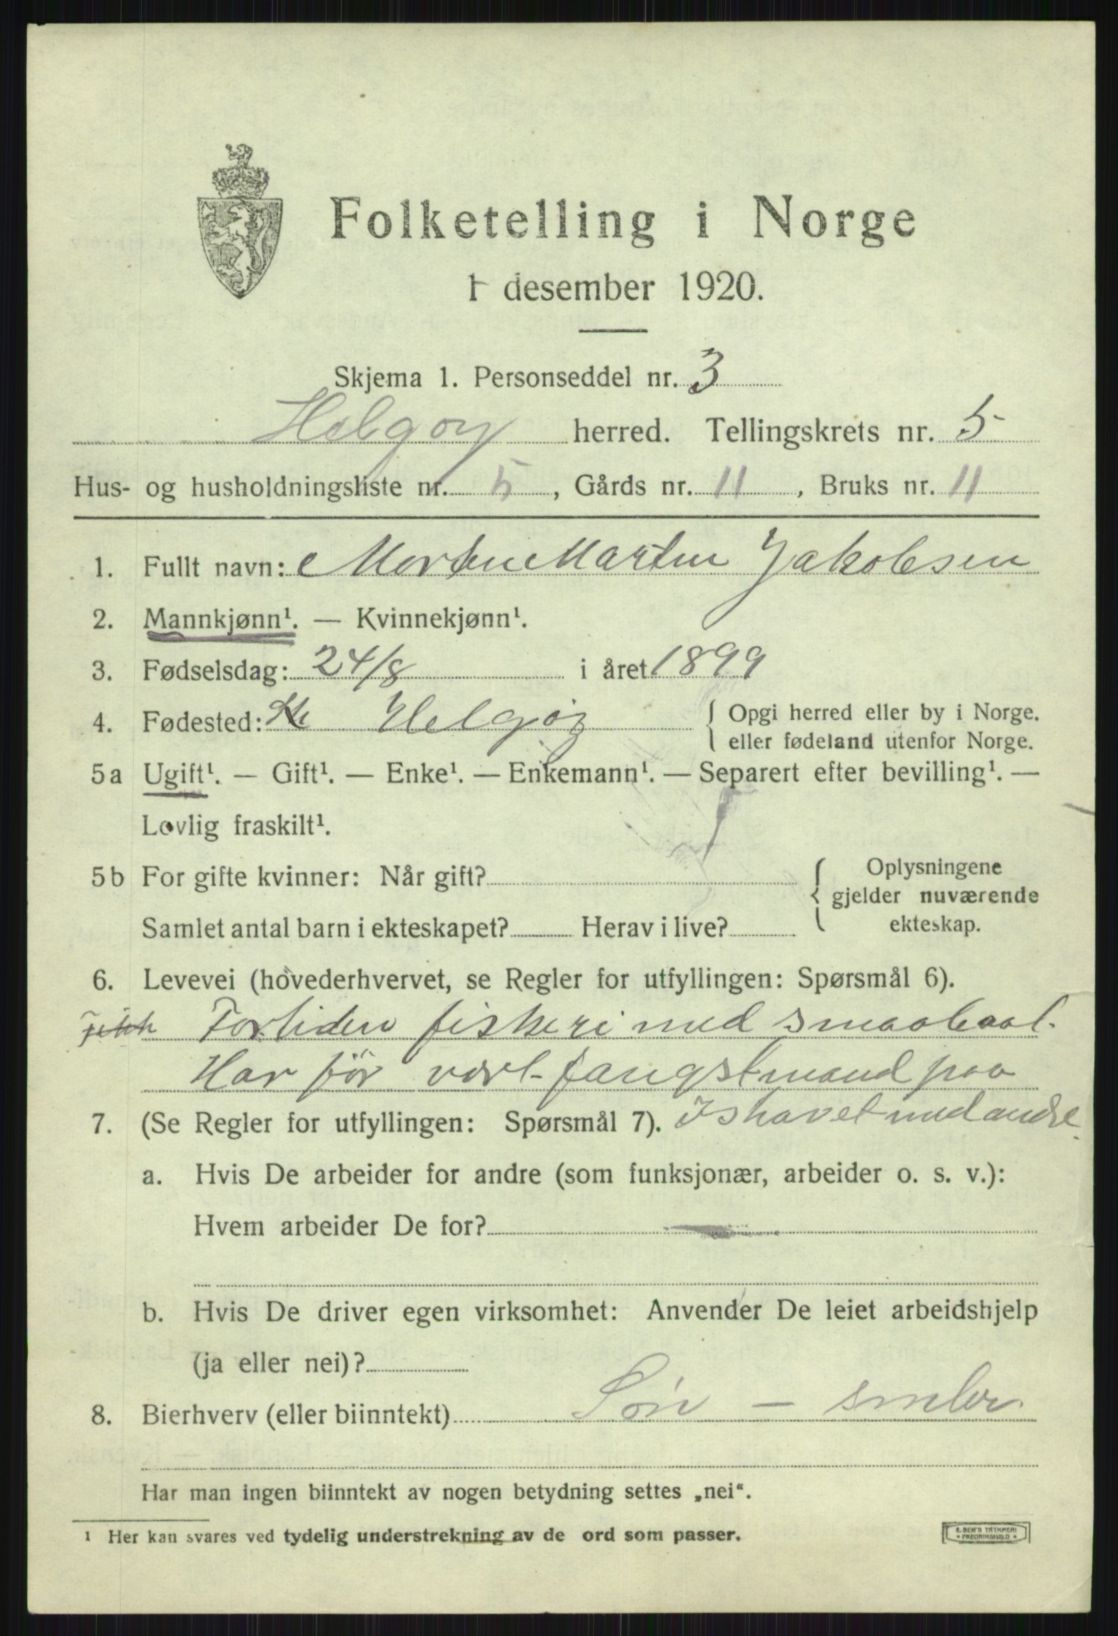 Folketelling i Norge
1 desember 1920.
Skjema 1. Personseddel nr. 3
Helgøy herred. Tellingskrets nr. 5
Hus- og husholdningsliste nr. 5, Gårds nr. 11, Bruks nr. 11
1. Fullt navn: Morten Martin Jakobsen
2. Mannkjønn¹. — Kvinnekjønn¹.
3. Fødselsdag: 24/8 i året 1899
4. Fødested: Helgøy { Opgi herred eller by i Norge.
eller fødeland utenfor Norge.
5a Ugift¹. — Gift¹. — Enke¹. — Enkemann¹. — Separert efter bevilling¹. —
Lovlig fraskilt¹.
5b For gifte kvinner: Når gift? { Oplysningene
gjelder nuværende
Samlet antal barn i ekteskapet? Herav i live? ekteskap.
6. Levevei (hovederhvervet, se Regler for utfyllingen: Spørsmål 6).
Fortiden fiskeri med smaabaat.
Har før vært fangstmand paa
7. (Se Regler for utfyllingen: Spørsmål 7). Ishavet med andre.
a. Hvis De arbeider for andre (som funksjonær, arbeider o. s. v.):
Hvem arbeider De for? —
b. Hvis De driver egen virksomhet: Anvender De leiet arbeidshjelp
(ja eller nei)?
8. Bierhverv (eller biinntekt) Søn —
Har man ingen biinntekt av nogen betydning settes „nei“.
¹ Her kan svares ved tydelig understrekning av de ord som passer.